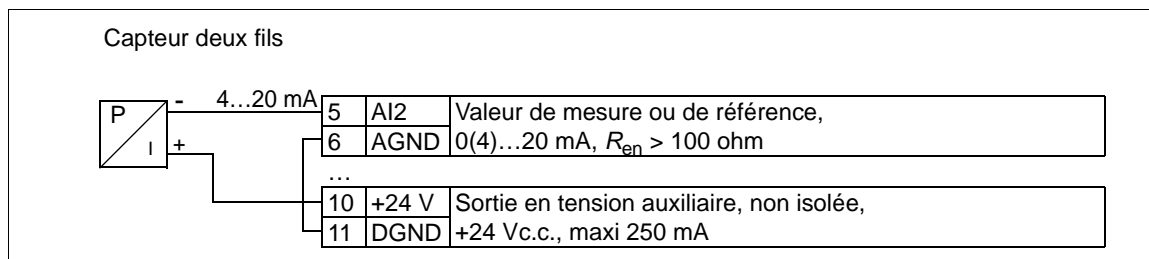 Capteur deux fils
P
I
- 4…20 mA
+
5 AI2 Valeur de mesure ou de référence,
6 AGND 0(4)…20 mA, Ren > 100 ohm
…
10 +24 V Sortie en tension auxiliaire, non isolée,
11 DGND +24 Vc.c., maxi 250 mA